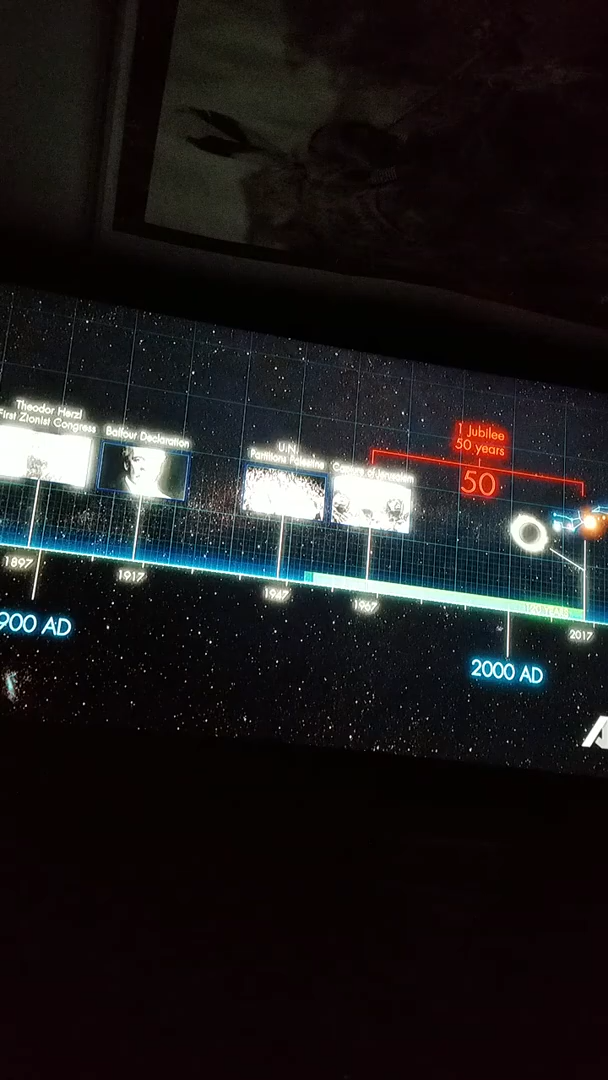 Theodor Herzl
First Zionist Congress
Balfour Declaration
U.N.
Partitions Palestine
1 Jubilee
50 years
50
1897
1917
1947
1967
2017
900 AD
2000 AD